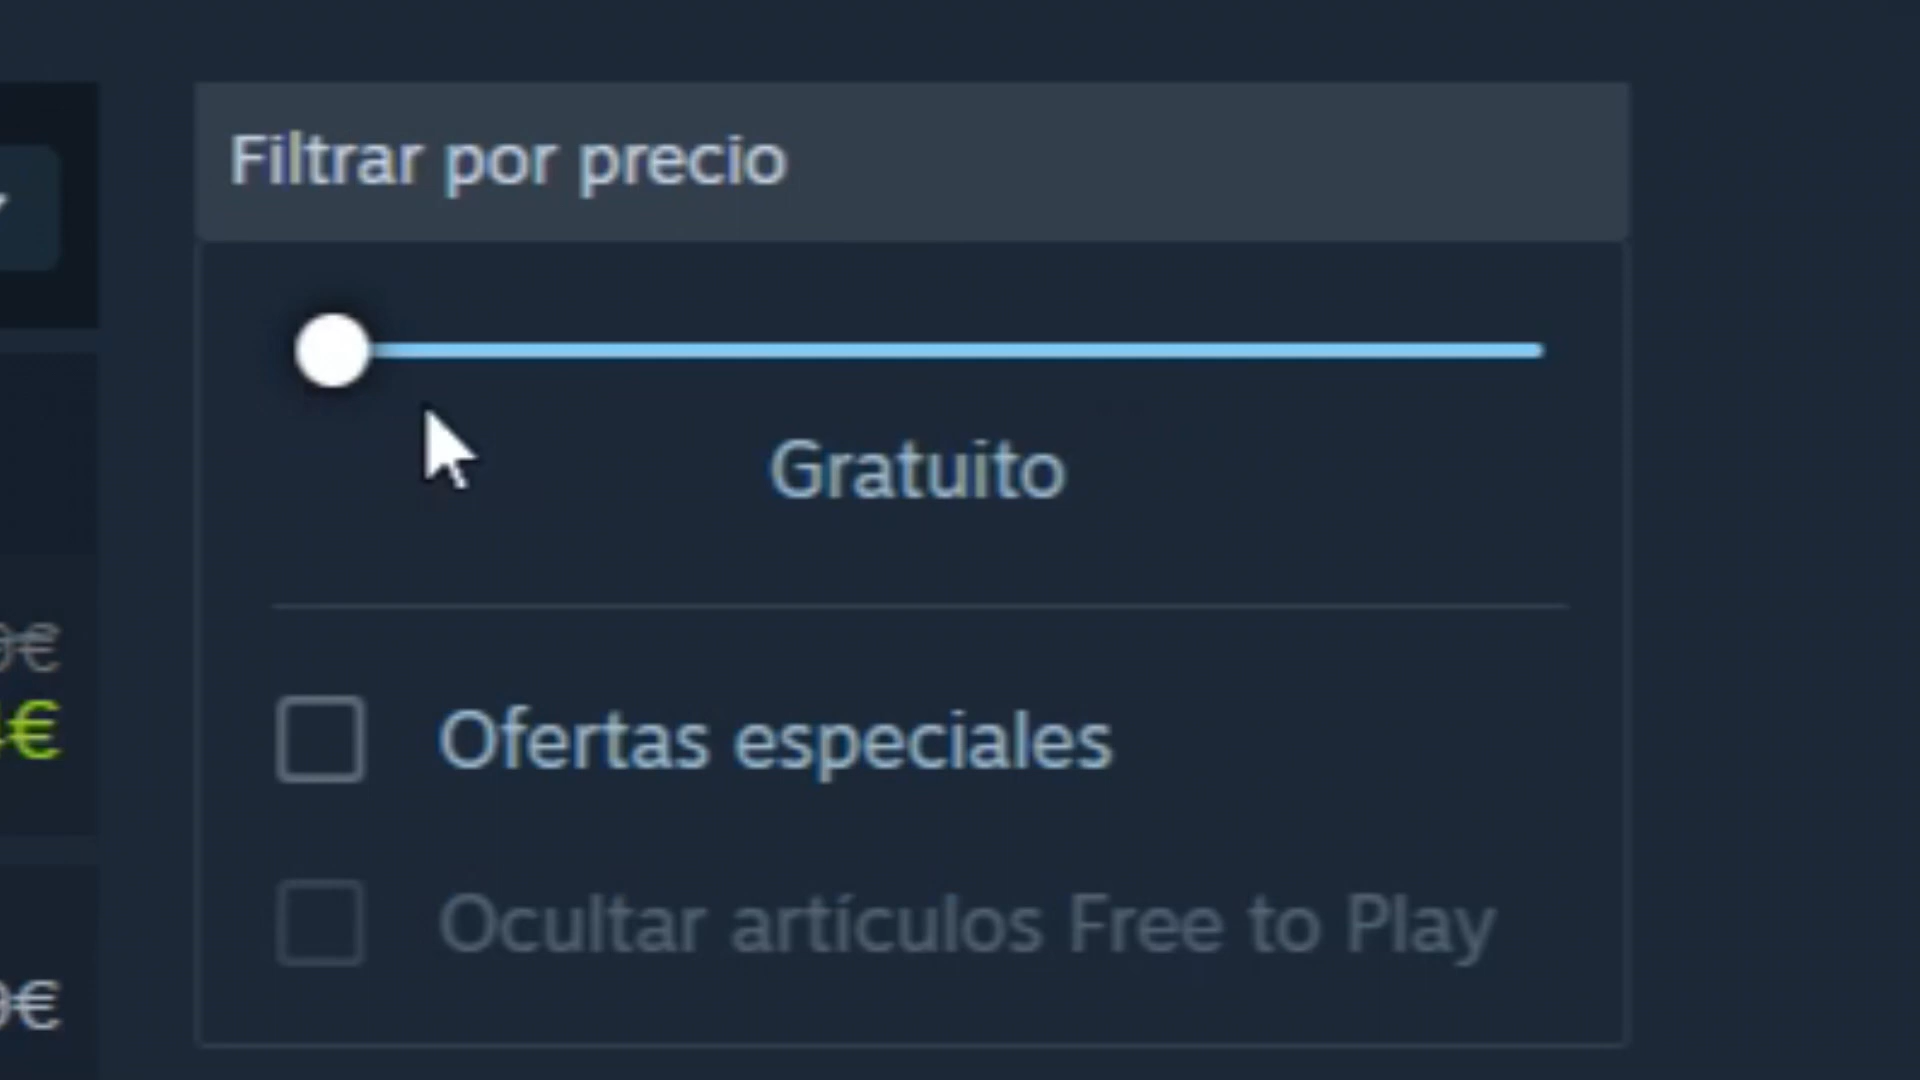 Filtrar por precio
Gratuito
Ofertas especiales
Ocultar artículos Free to Play